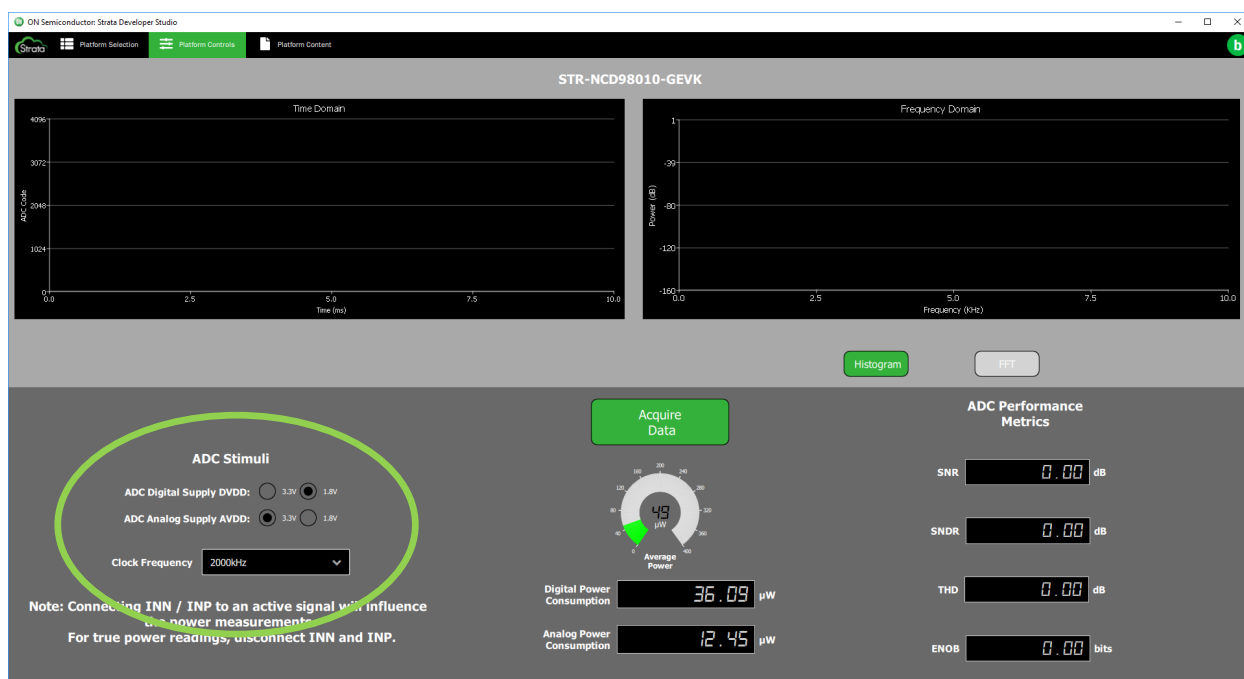 ON Semiconductor: Strata Developer Studio
Strata
Platform Selection
Platform Controls
Platform Content
b
STR-NCD98010-GEVK
Time Domain
4096
3072
2048
1024
0
ADC Code
0.0
2.5
5.0
7.5
10.0
Time (ms)
Frequency Domain
1
-39
-80
-120
-160
Power (dB)
0.0
2.5
5.0
7.5
10.0
Frequency (KHz)
Histogram
FFT
ADC Stimuli
ADC Digital Supply DVDD: 3.3V 1.8V
ADC Analog Supply AVDD: 3.3V 1.8V
Clock Frequency 2000kHz
Note: Connecting INN / INP to an active signal will influence
the power measurements
For true power readings, disconnect INN and INP.
Acquire
Data
0
40
80
120
160
200
240
280
320
360
400
49
µW
Average
Power
Digital Power
Consumption
36.09 µW
Analog Power
Consumption
12.45 µW
ADC Performance
Metrics
SNR 0.00 dB
SNDR 0.00 dB
THD 0.00 dB
ENOB 0.00 bits